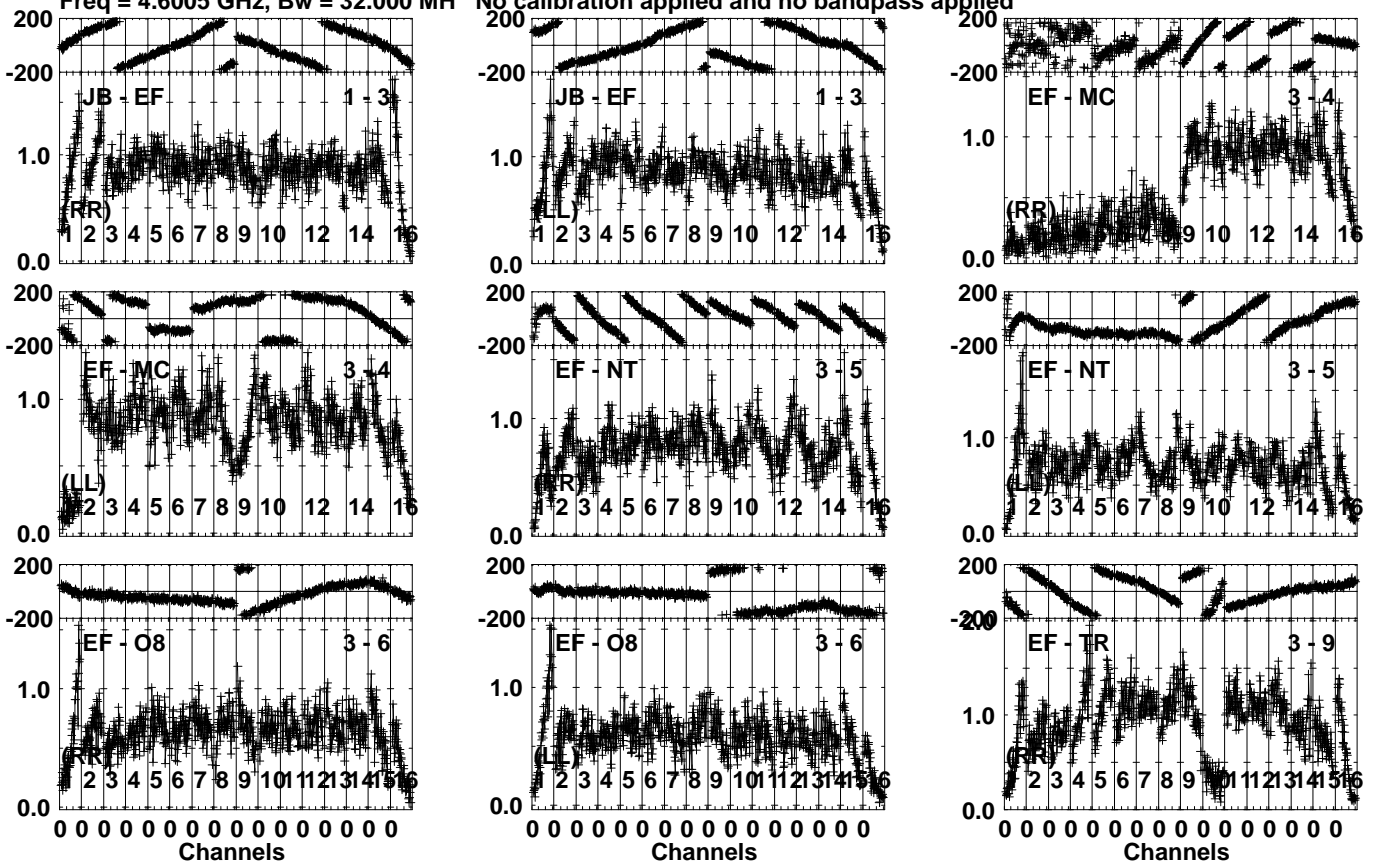 Freq = 4.6005 GHz, Bw = 32.000 MH No calibration applied and no bandpass applied
200 200 200
-200 -200 -200
JB - EF 1 - 3 JB - EF 1 - 3 EF - MC 3 - 4
1.0 1.0 1.0
(RR) (LL) (RR)
1 2 3 4 5 6 7 8 9 10 12 14 16 1 2 3 4 5 6 7 8 9 10 12 14 16 9 10 12 14 16
0.0 0.0 0.0
200 200 200
-200 -200 -200
EF - MC 3 - 4 EF - NT 3 - 5 EF - NT 3 - 5
1.0 1.0 1.0
(LL) (RR) (LL)
2 3 4 5 6 7 8 9 10 12 14 16 1 2 3 4 5 6 7 8 9 10 12 14 16 1 2 3 4 5 6 7 8 9 10 12 14 16
0.0 0.0 0.0
200 200 200
-200 -200 -200
2.0
EF - O8 3 - 6 EF - O8 3 - 6 EF - TR 3 - 9
1.0 1.0 1.0
(RR) (LL) (RR)
2 3 4 5 6 7 8 9 10 11 12 13 14 15 16 1 2 3 4 5 6 7 8 9 10 11 12 13 14 15 16 2 3 4 5 6 7 8 9 10 11 12 13 14 15 16
0.0 0.0 0.0
0 0 0 0 0 0 0 0 0 0 0 0 0 0 0 0 0 0 0 0 0 0 0 0 0 0 0 0 0 0 0 0 0 0 0 0 0 0 0 0 0 0 0 0 0 0 0 0
Channels Channels Channels